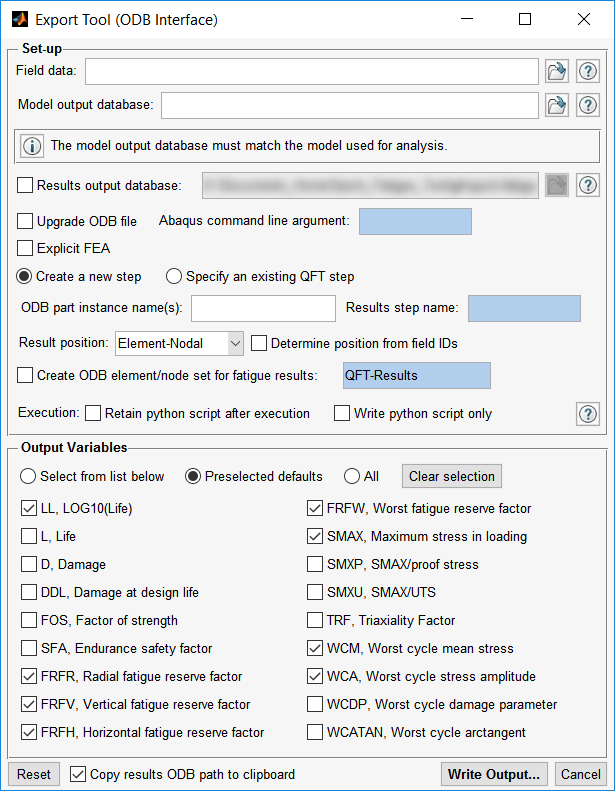 Export Tool (ODB Interface)
Set-up
Field data:
Model output database:
The model output database must match the model used for analysis.
Results output database:
Upgrade ODB file Abaqus command line argument:
Explicit FEA
Create a new step Specify an existing QFT step
ODB part instance name(s): Results step name:
Result position: Element-Nodal Determine position from field IDs
Create ODB element/node set for fatigue results: QFT-Results
Execution: Retain python script after execution Write python script only
Output Variables
Select from list below Preselected defaults All Clear selection
LL, LOG10(Life) FRFW, Worst fatigue reserve factor
L, Life SMAX, Maximum stress in loading
D, Damage SMXP, SMAX/proof stress
DDL, Damage at design life SMXU, SMAX/UTS
FOS, Factor of strength TRF, Triaxiality Factor
SFA, Endurance safety factor WCM, Worst cycle mean stress
FRFR, Radial fatigue reserve factor WCA, Worst cycle stress amplitude
FRFV, Vertical fatigue reserve factor WCDP, Worst cycle damage parameter
FRFH, Horizontal fatigue reserve factor WCATAN, Worst cycle arctangent
Reset Copy results ODB path to clipboard Write Output... Cancel